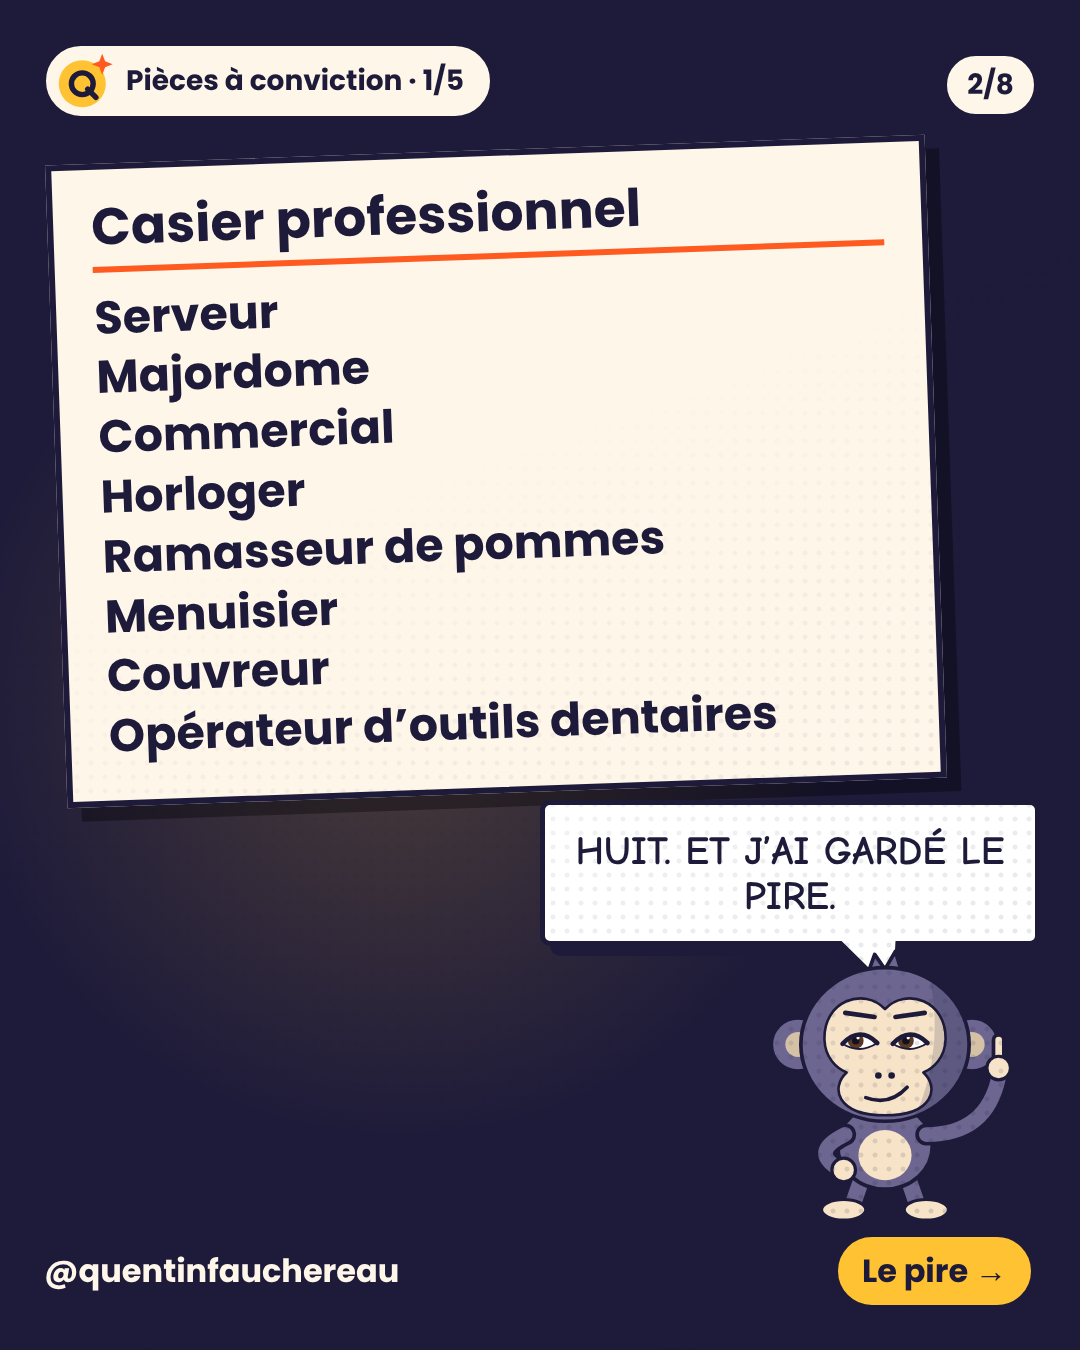 Q
Pièces à conviction · 1/5
2/8
Casier professionnel
Serveur
Majordome
Commercial
Horloger
Ramasseur de pommes
Menuisier
Couvreur
Opérateur d’outils dentaires
HUIT. ET J’AI GARDÉ LE
PIRE.
@quentinfauchereau
Le pire →